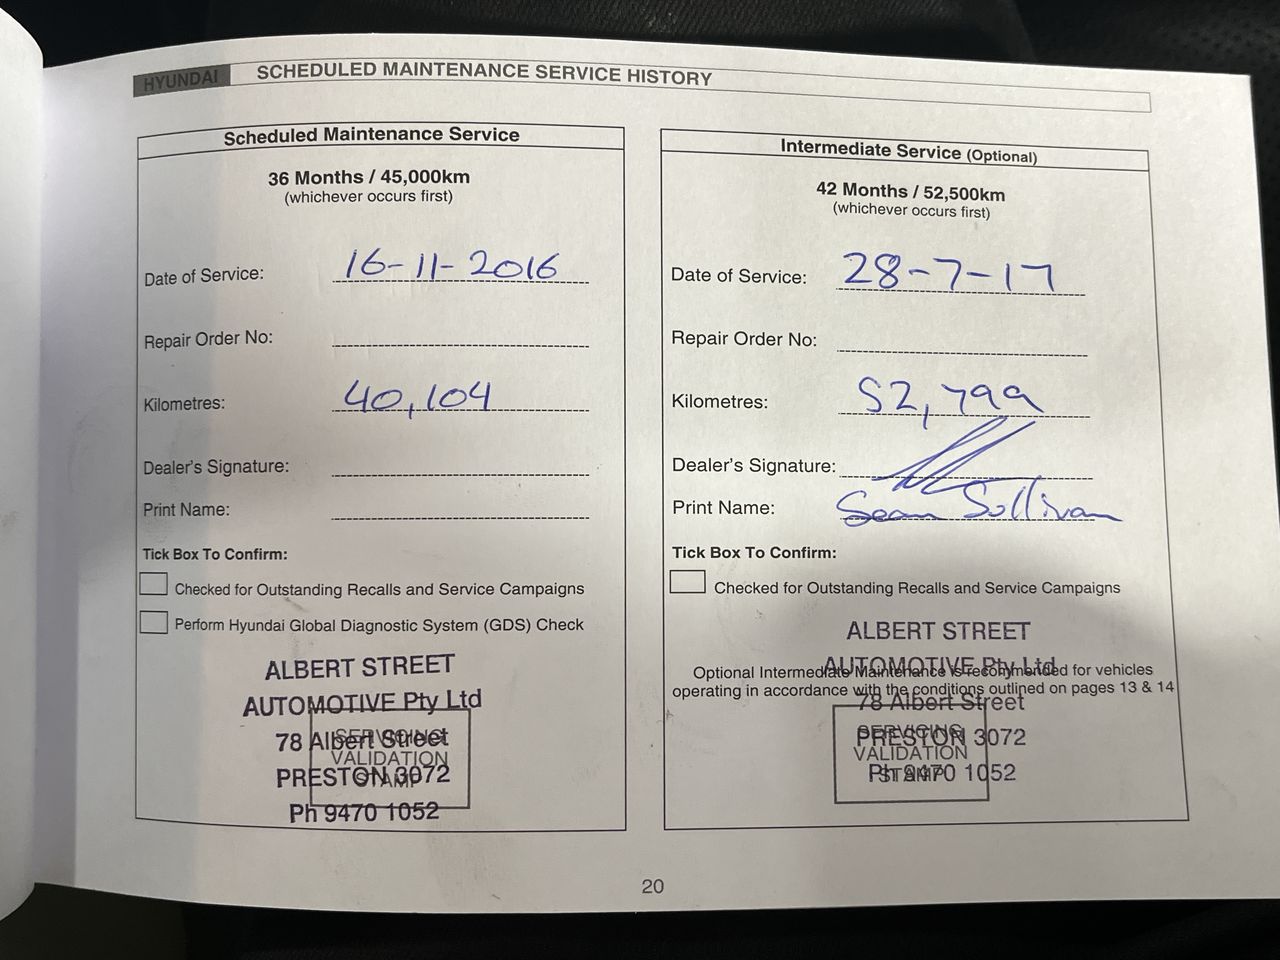 HYUNDAI SCHEDULED MAINTENANCE SERVICE HISTORY
Scheduled Maintenance Service
36 Months / 45,000km
(whichever occurs first)
Date of Service: 16-11-2016
Repair Order No:
Kilometres: 40,104
Dealer's Signature:
Print Name:
Tick Box To Confirm:
Checked for Outstanding Recalls and Service Campaigns
Perform Hyundai Global Diagnostic System (GDS) Check
ALBERT STREET
AUTOMOTIVE Pty Ltd
78 Albert Street
PRESTON 3072
Ph 9470 1052
SERVICING
VALIDATION
STAMP
Intermediate Service (Optional)
42 Months / 52,500km
(whichever occurs first)
Date of Service: 28-7-17
Repair Order No:
Kilometres: 52,799
Dealer's Signature:
Print Name: Sean Sullivan
Tick Box To Confirm:
Checked for Outstanding Recalls and Service Campaigns
ALBERT STREET
AUTOMOTIVE Pty Ltd
Optional Intermediate Maintenance is recommended for vehicles
operating in accordance with the conditions outlined on pages 13 & 14
78 Albert Street
PRESTON 3072
Ph 9470 1052
SERVICING
VALIDATION
STAMP
20